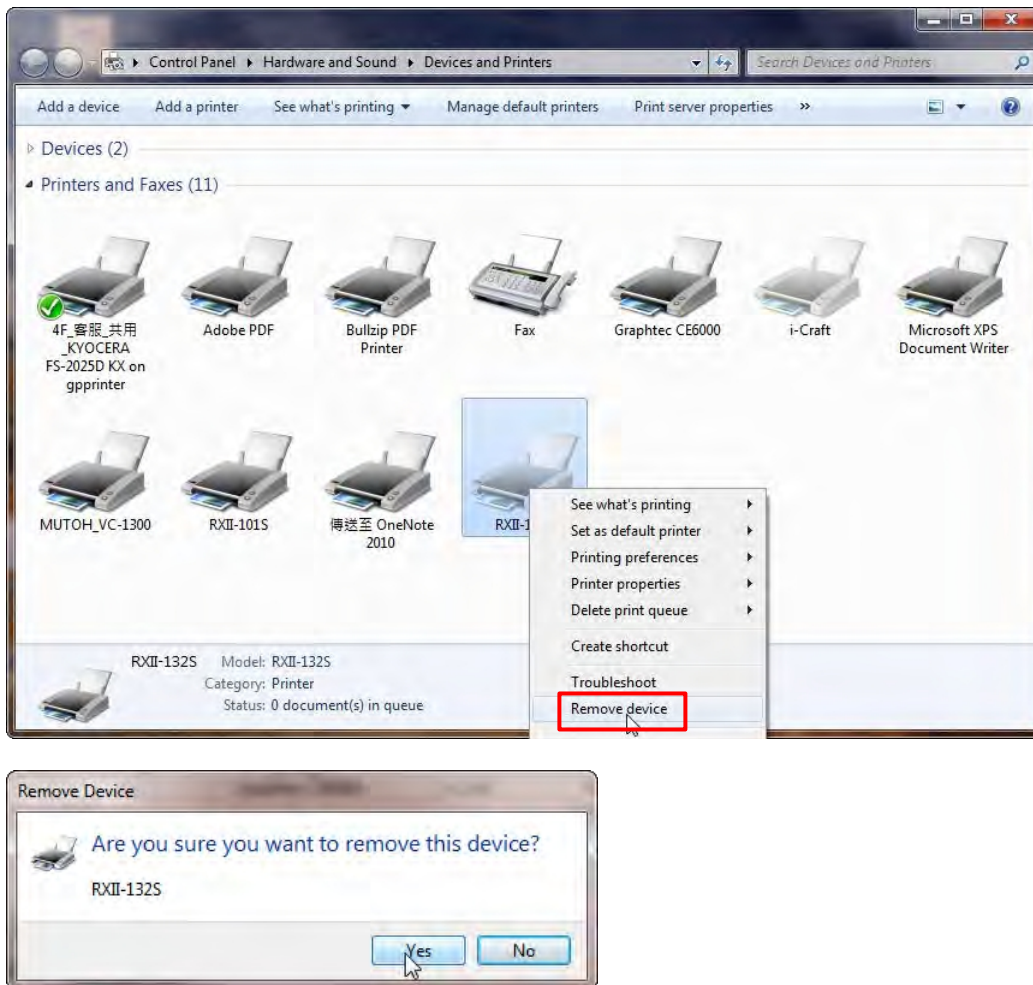 Control Panel ▸ Hardware and Sound ▸ Devices and Printers
Search Devices and Printers
Add a device Add a printer See what's printing ▾ Manage default printers Print server properties »
Devices (2)
Printers and Faxes (11)
4F_客服_共用
_KYOCERA
FS-2025D KX on
gpprinter
Adobe PDF
Bullzip PDF
Printer
Fax
Graphtec CE6000
i-Craft
Microsoft XPS
Document Writer
MUTOH_VC-1300
RXII-101S
傳送至 OneNote
2010
RXII-1
See what's printing
Set as default printer
Printing preferences
Printer properties
Delete print queue
Create shortcut
Troubleshoot
Remove device
RXII-132S Model: RXII-132S
Category: Printer
Status: 0 document(s) in queue
Remove Device
Are you sure you want to remove this device?
RXII-132S
Yes No